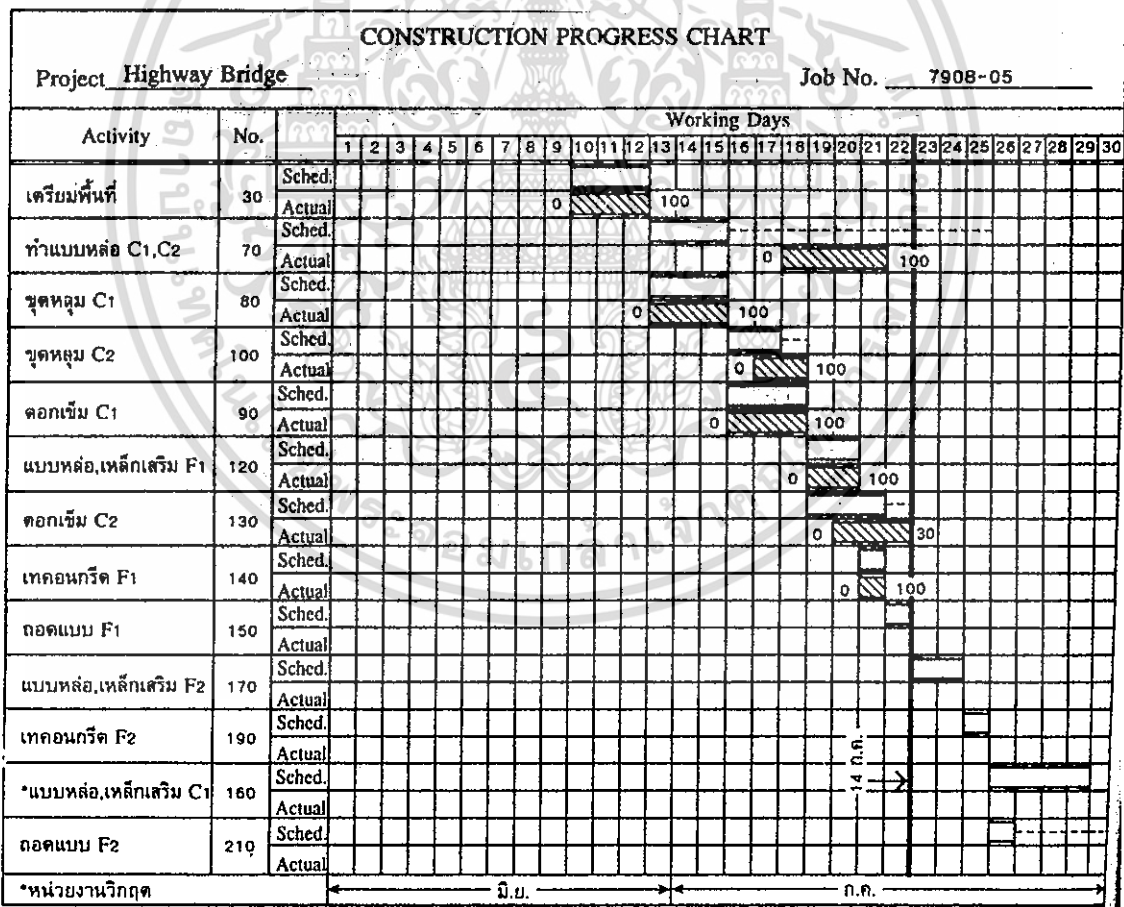 CONSTRUCTION PROGRESS CHART
Project Highway Bridge Job No. 7908-05
Activity No. Working Days
1 2 3 4 5 6 7 8 9 10 11 12 13 14 15 16 17 18 19 20 21 22 23 24 25 26 27 28 29 30
เตรียมพื้นที่ 30 Sched.
Actual 0 100
ทำแบบหล่อ C1,C2 70 Sched.
Actual 0 100
ขุดหลุม C1 80 Sched.
Actual 0 100
ขุดหลุม C2 100 Sched.
Actual 0 100
ตอกเข็ม C1 90 Sched.
Actual 0 100
แบบหล่อ,เหล็กเสริม F1 120 Sched.
Actual 0 100
ตอกเข็ม C2 130 Sched.
Actual 0 30
เทคอนกรีต F1 140 Sched.
Actual 0 100
ถอดแบบ F1 150 Sched.
Actual
แบบหล่อ,เหล็กเสริม F2 170 Sched.
Actual
เทคอนกรีต F2 190 Sched.
Actual
14 ก.ค.
*แบบหล่อ,เหล็กเสริม C1 160 Sched.
Actual
ถอดแบบ F2 210 Sched.
Actual
*หน่วยงานวิกฤต มิ.ย. ก.ค.